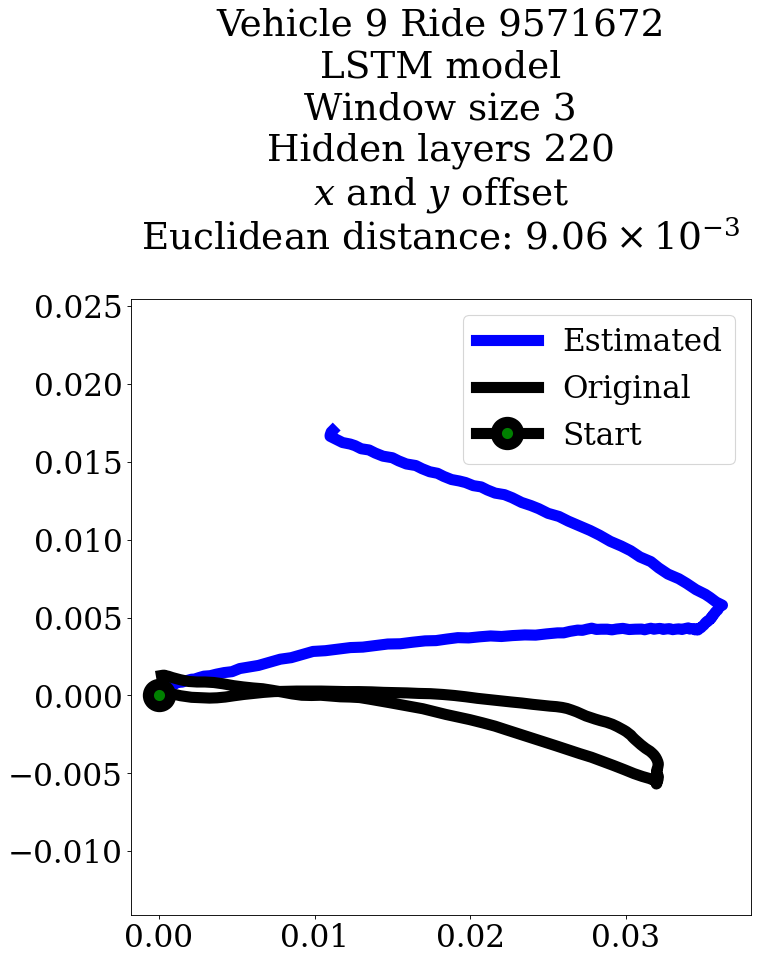 Vehicle 9 Ride 9571672
LSTM model
Window size 3
Hidden layers 220
x and y offset
Euclidean distance: 9.06 × 10⁻³
0.025
0.020
0.015
0.010
0.005
0.000
−0.005
−0.010
Estimated
Original
Start
0.00 0.01 0.02 0.03